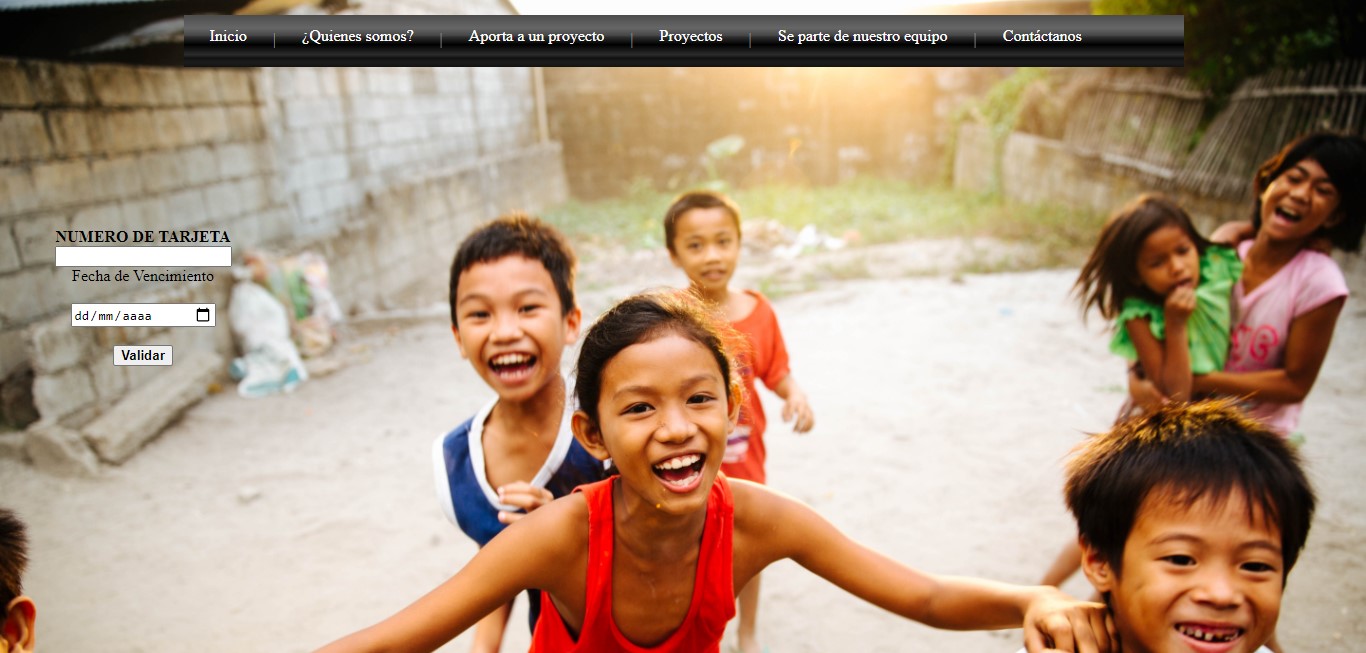 Inicio | ¿Quienes somos? | Aporta a un proyecto | Proyectos | Se parte de nuestro equipo | Contáctanos
NUMERO DE TARJETA
Fecha de Vencimiento
dd/mm/aaaa
Validar